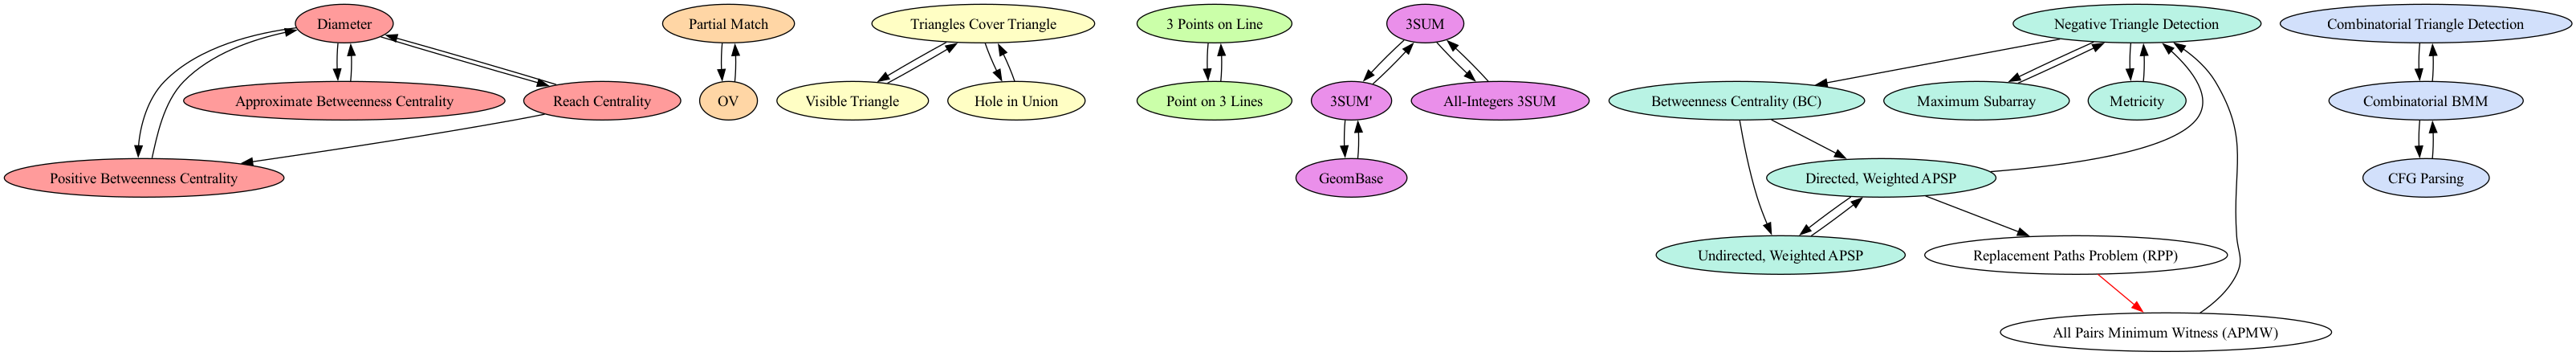 Diameter
Partial Match
Triangles Cover Triangle
3 Points on Line
3SUM
Negative Triangle Detection
Combinatorial Triangle Detection
Approximate Betweenness Centrality
Reach Centrality
OV
Visible Triangle
Hole in Union
Point on 3 Lines
3SUM'
All-Integers 3SUM
Betweenness Centrality (BC)
Maximum Subarray
Metricity
Combinatorial BMM
Positive Betweenness Centrality
GeomBase
Directed, Weighted APSP
CFG Parsing
Undirected, Weighted APSP
Replacement Paths Problem (RPP)
All Pairs Minimum Witness (APMW)